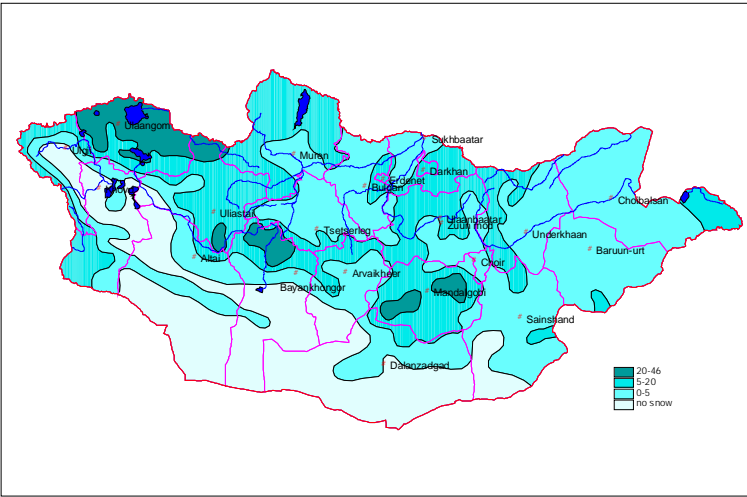 Ulaangom
Ulgii
Khovd
Muren
Sukhbaatar
Darkhan
Erdenet
Bulgan
Uliastai
Tsetserleg
Ulaanbaatar
Zuun mod
Underkhaan
Choibalsan
Baruun-urt
Altai
Bayankhongor
Arvaikheer
Choir
Mandalgobi
Sainshand
Dalanzadgad
20-46
5-20
0-5
no snow